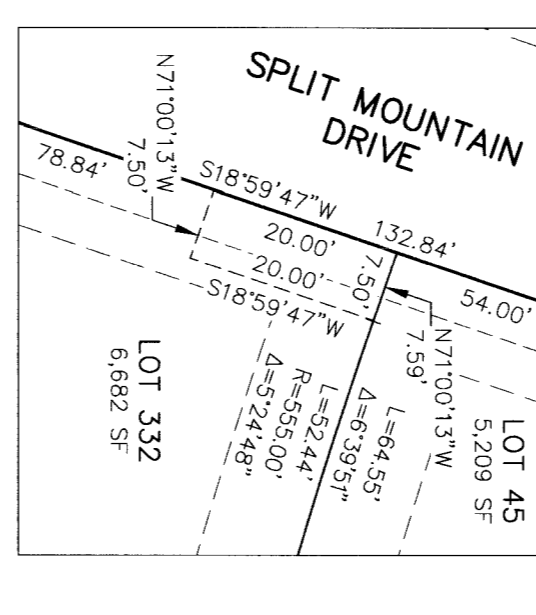 SPLIT MOUNTAIN
DRIVE
N71°00'13"W
7.50'
78.84'
S18°59'47"W
132.84'
20.00'
20.00'
S18°59'47"W
7.50'
54.00'
N71°00'13"W
7.59'
LOT 332
6,682 SF
L=52.44'
R=555.00'
Δ=5°24'48"
L=64.55'
Δ=6°39'51"
LOT 45
5,209 SF